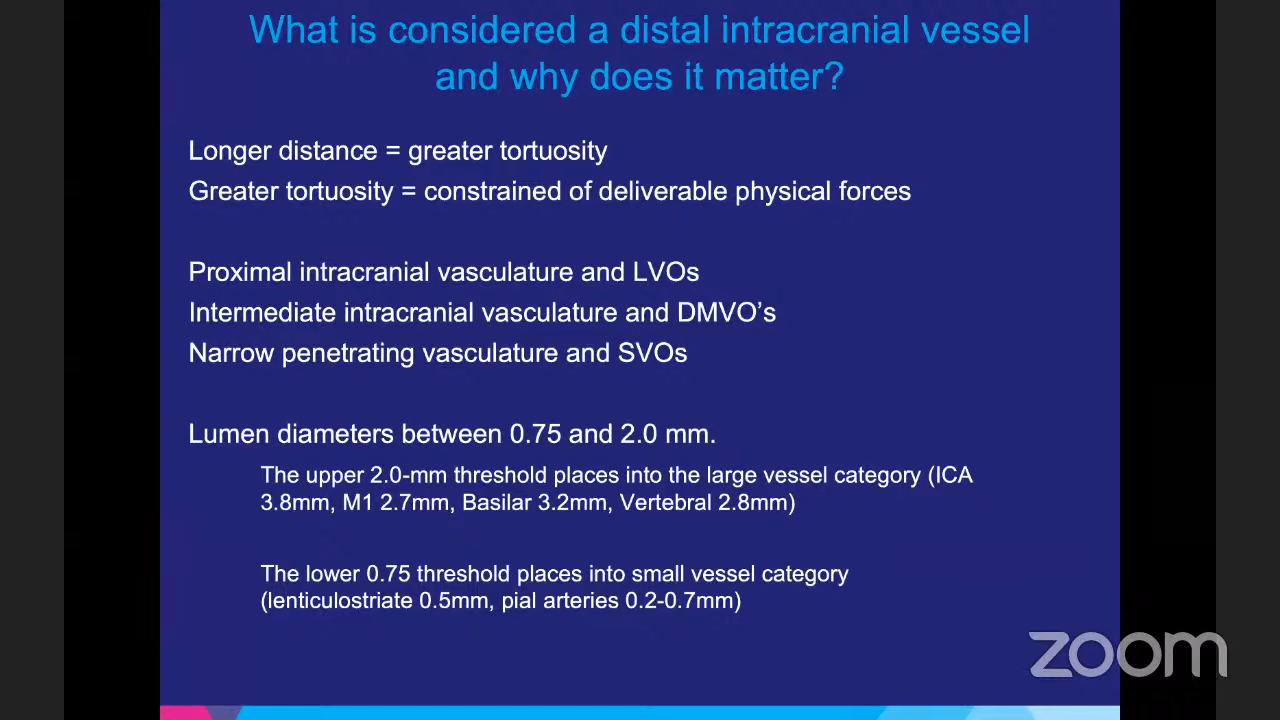 What is considered a distal intracranial vessel
and why does it matter?
Longer distance = greater tortuosity
Greater tortuosity = constrained of deliverable physical forces
Proximal intracranial vasculature and LVOs
Intermediate intracranial vasculature and DMVO's
Narrow penetrating vasculature and SVOs
Lumen diameters between 0.75 and 2.0 mm.
The upper 2.0-mm threshold places into the large vessel category (ICA
3.8mm, M1 2.7mm, Basilar 3.2mm, Vertebral 2.8mm)
The lower 0.75 threshold places into small vessel category
(lenticulostriate 0.5mm, pial arteries 0.2-0.7mm)
zoom